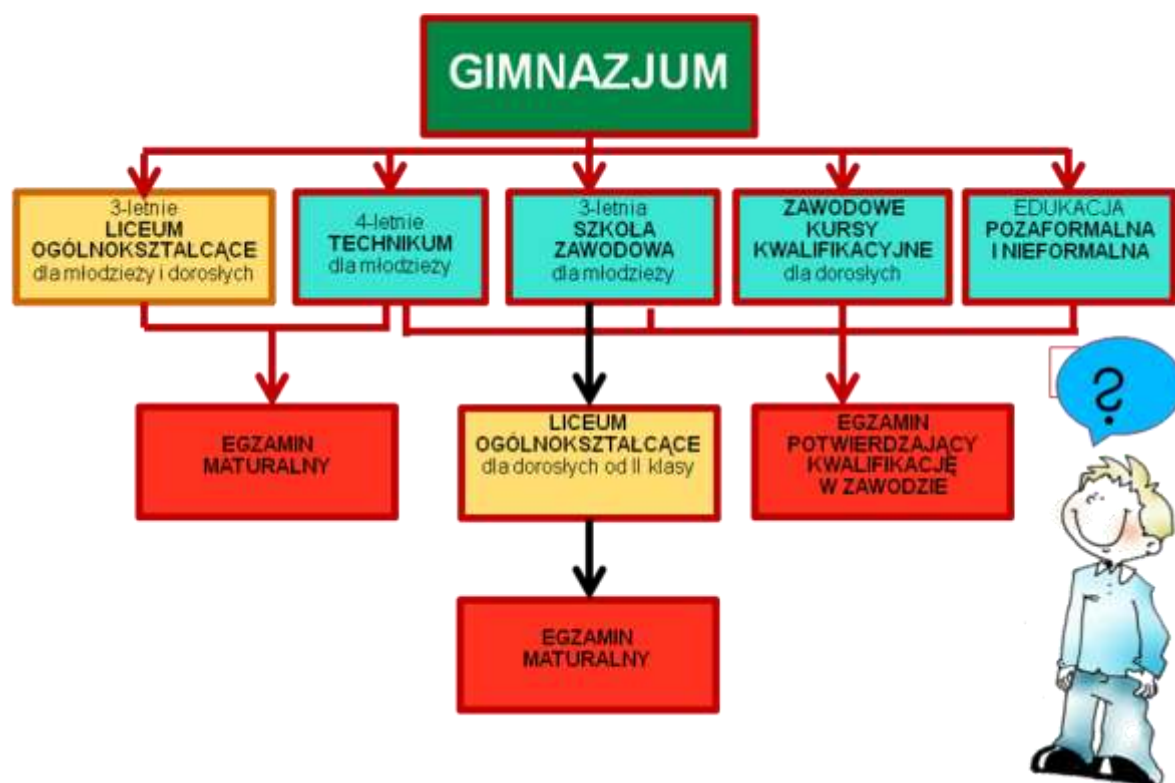 GIMNAZJUM
3-letnie
LICEUM
OGÓLNOKSZTAŁCĄCE
dla młodzieży i dorosłych
4-letnie
TECHNIKUM
dla młodzieży
3-letnia
SZKOŁA
ZAWODOWA
dla młodzieży
ZAWODOWE
KURSY
KWALIFIKACYJNE
dla dorosłych
EDUKACJA
POZAFORMALNA
I NIEFORMALNA
EGZAMIN
MATURALNY
LICEUM
OGÓLNOKSZTAŁCĄCE
dla dorosłych od II klasy
EGZAMIN
POTWIERDZAJĄCY
KWALIFIKACJĘ
W ZAWODZIE
?
EGZAMIN
MATURALNY